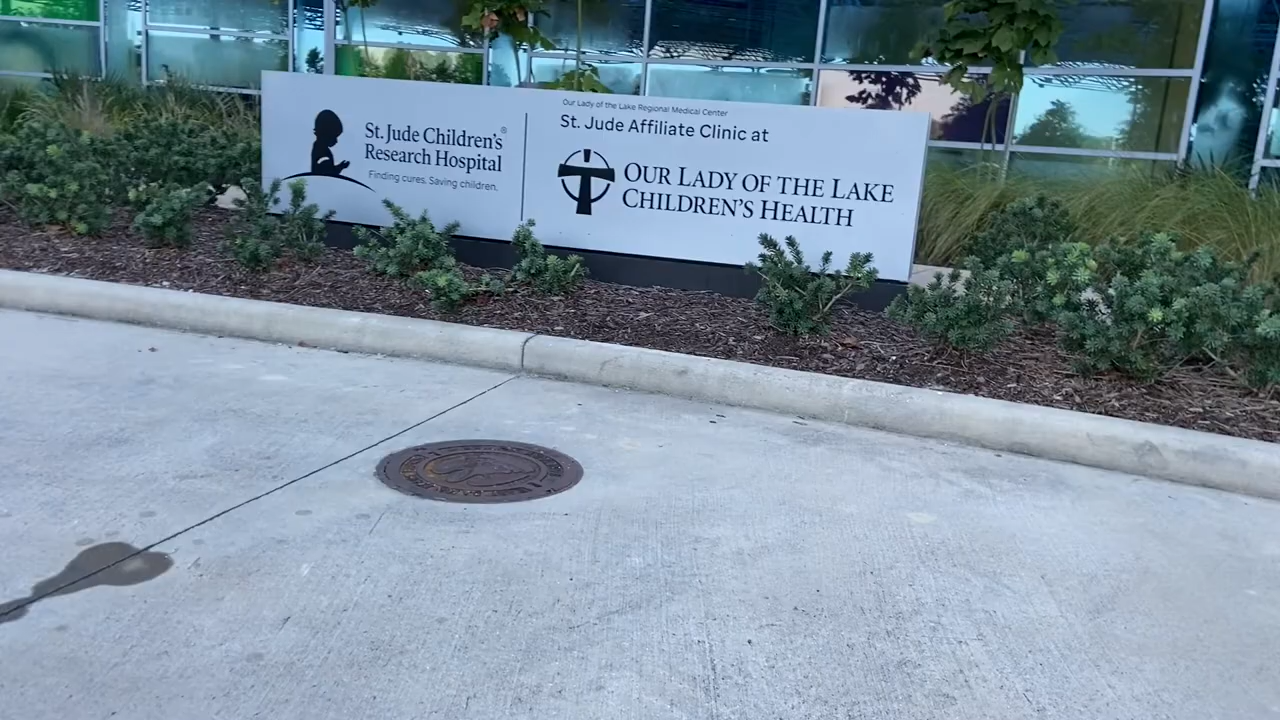 St. Jude Children's®
Research Hospital
Finding cures. Saving children.
Our Lady of the Lake Regional Medical Center
St. Jude Affiliate Clinic at
OUR LADY OF THE LAKE
CHILDREN'S HEALTH